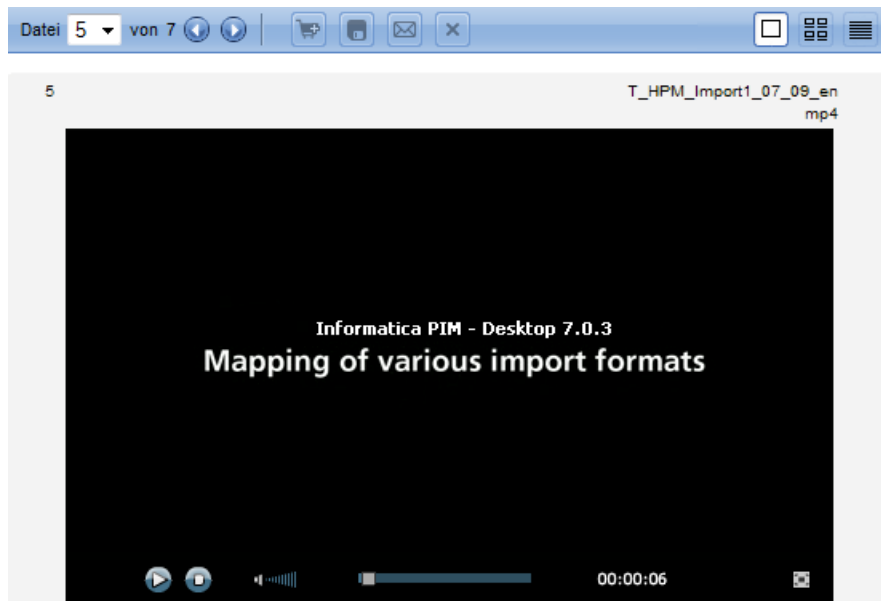 Datei 5 von 7
5
T_HPM_Import1_07_09_en
mp4
Informatica PIM - Desktop 7.0.3
Mapping of various import formats
00:00:06